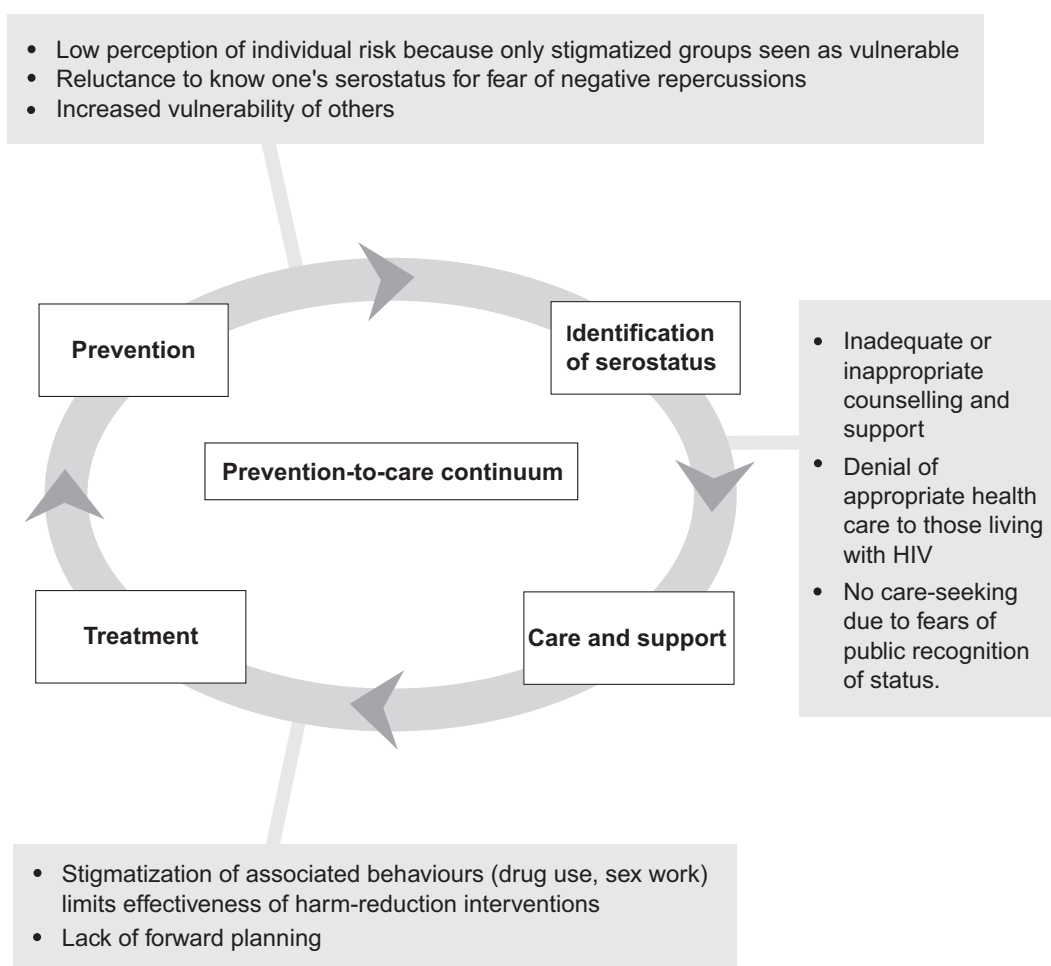 • Low perception of individual risk because only stigmatized groups seen as vulnerable
• Reluctance to know one's serostatus for fear of negative repercussions
• Increased vulnerability of others
Prevention
Identification
of serostatus
Prevention-to-care continuum
• Inadequate or
inappropriate
counselling and
support
• Denial of
appropriate health
care to those living
with HIV
• No care-seeking
due to fears of
public recognition
of status.
Treatment
Care and support
• Stigmatization of associated behaviours (drug use, sex work)
limits effectiveness of harm-reduction interventions
• Lack of forward planning